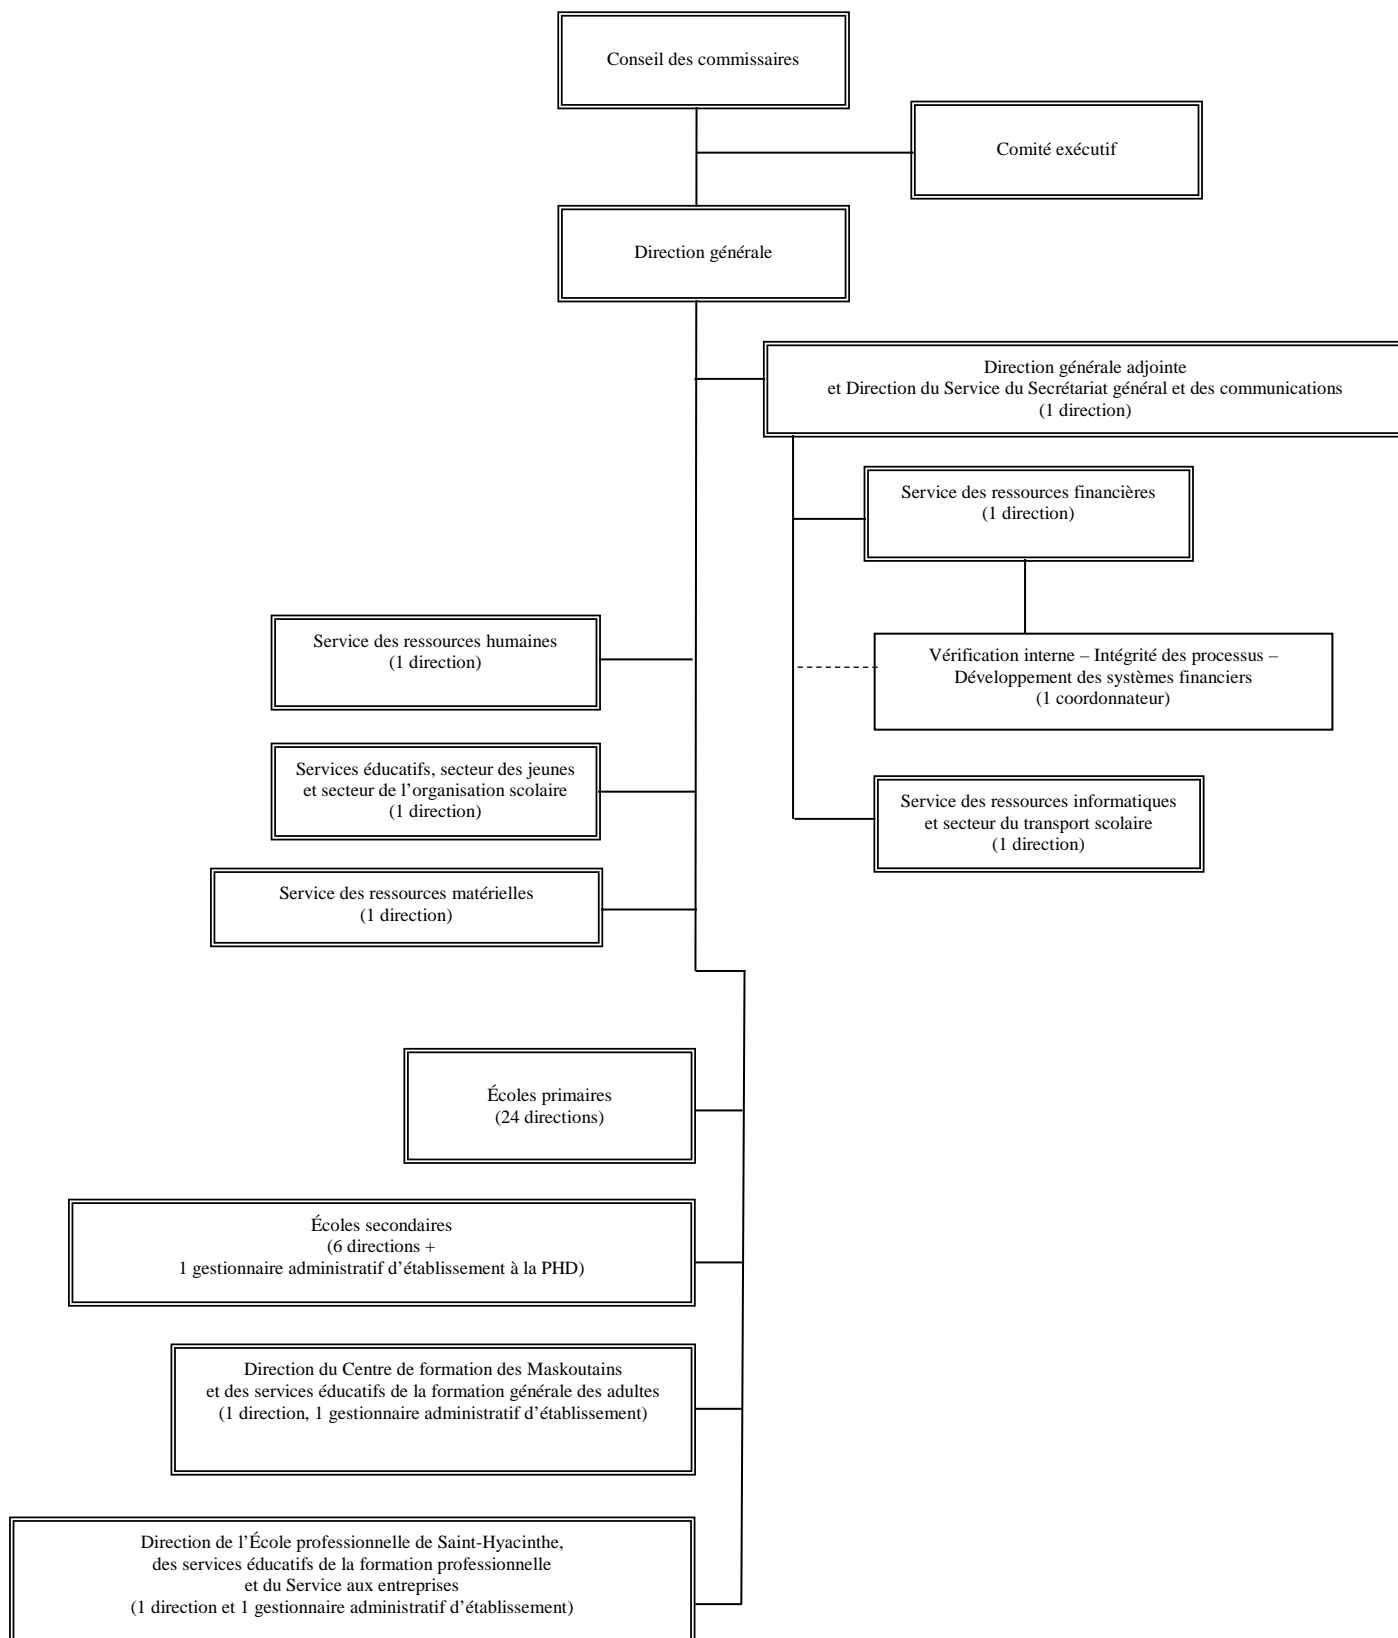 Conseil des commissaires
Comité exécutif
Direction générale
Direction générale adjointe
et Direction du Service du Secrétariat général et des communications
(1 direction)
Service des ressources financières
(1 direction)
Service des ressources humaines
(1 direction)
Vérification interne – Intégrité des processus –
Développement des systèmes financiers
(1 coordonnateur)
Services éducatifs, secteur des jeunes
et secteur de l’organisation scolaire
(1 direction)
Service des ressources informatiques
et secteur du transport scolaire
(1 direction)
Service des ressources matérielles
(1 direction)
Écoles primaires
(24 directions)
Écoles secondaires
(6 directions +
1 gestionnaire administratif d’établissement à la PHD)
Direction du Centre de formation des Maskoutains
et des services éducatifs de la formation générale des adultes
(1 direction, 1 gestionnaire administratif d’établissement)
Direction de l’École professionnelle de Saint-Hyacinthe,
des services éducatifs de la formation professionnelle
et du Service aux entreprises
(1 direction et 1 gestionnaire administratif d’établissement)